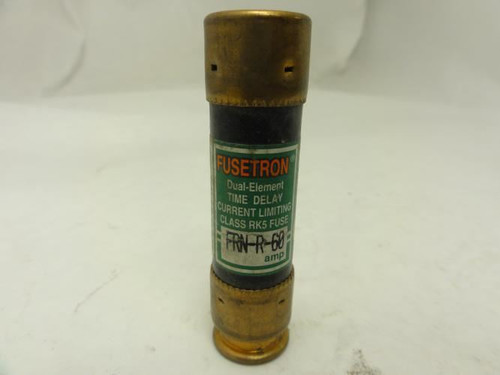 FUSETRON
Dual-Element
TIME DELAY
CURRENT LIMITING
CLASS RK5 FUSE
FRN-R-60
amp